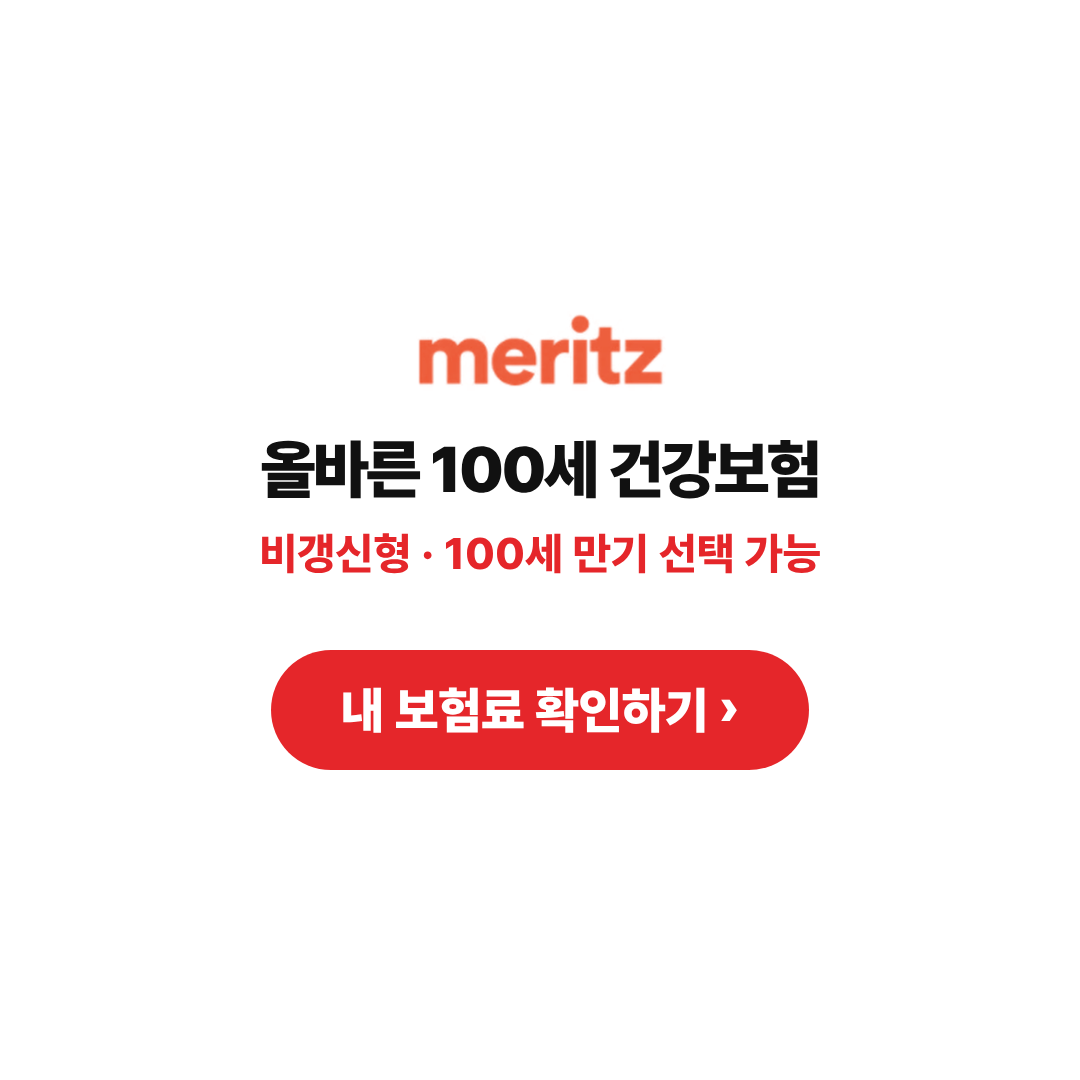 meritz
올바른 100세 건강보험
비갱신형 · 100세 만기 선택 가능
내 보험료 확인하기 ›